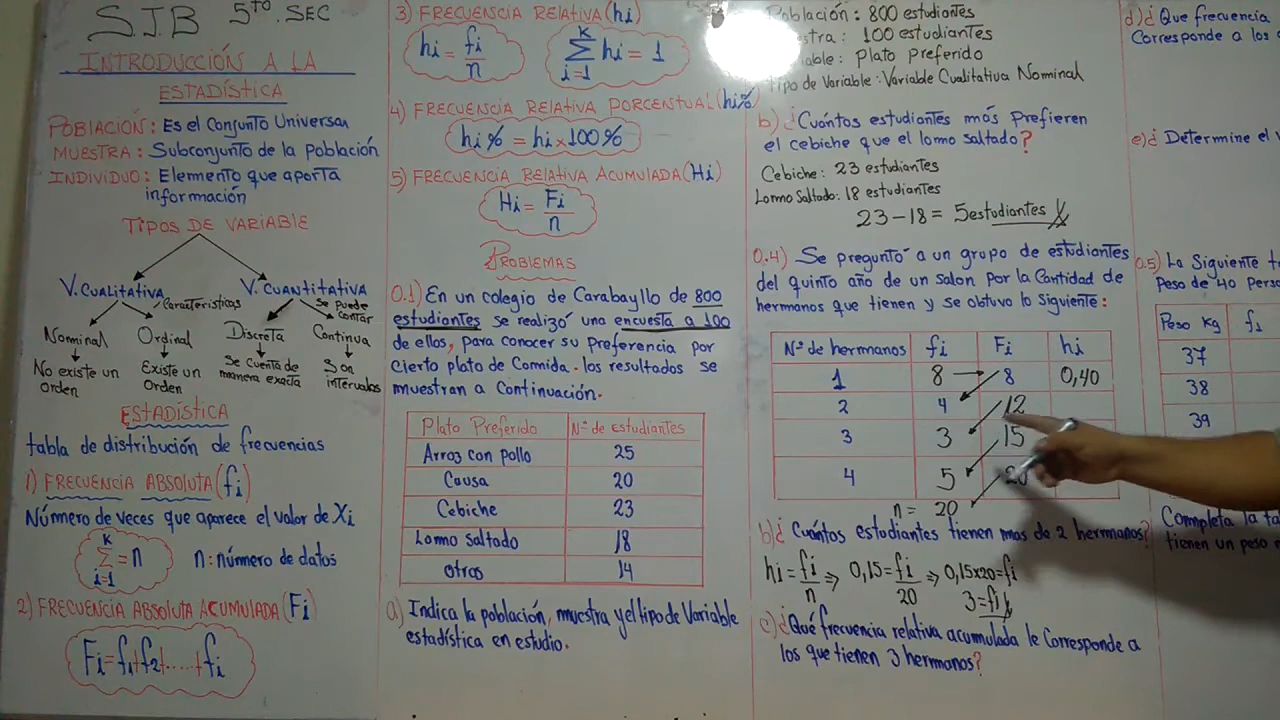 S.J.B 5TO. SEC
INTRODUCCIÓN A LA
ESTADÍSTICA
POBLACIÓN: Es el Conjunto Universal
MUESTRA: Subconjunto de la población
INDIVIDUO: Elemento que aporta
información
TIPOS DE VARIABLE
V. CUALITATIVA V. CUANTITATIVA
Características Se puede
contar
Nominal Ordinal Discreta Continua
No existe un
orden
Existe un
Orden
Se cuenta de
manera exacta
Son
intervalos
ESTADÍSTICA
tabla de distribución de frecuencias
1) FRECUENCIA ABSOLUTA (fi)
Número de veces que aparece el valor de Xi
K
∑ = n
i=1
n: número de datos
2) FRECUENCIA ABSOLUTA ACUMULADA (Fi)
Fi = f1+f2+.....+fi
3) FRECUENCIA RELATIVA (hi)
hi = fi/n
K
∑ hi = 1
i=1
4) FRECUENCIA RELATIVA PORCENTUAL (hi%)
hi% = hi x 100%
5) FRECUENCIA RELATIVA ACUMULADA (Hi)
Hi = Fi/n
PROBLEMAS
0.1) En un colegio de Carabayllo de 800
estudiantes se realizó una encuesta a 100
de ellos, para conocer su preferencia por
cierto plato de Comida. los resultados se
muestran a Continuación.
Plato Preferido N° de estudiantes
Arroz con pollo 25
Causa 20
Cebiche 23
Lomo saltado 18
otros 14
a) Indica la población, muestra y el tipo de Variable
estadística en estudio.
Población: 800 estudiantes
stra: 100 estudiantes
iable: Plato Preferido
Tipo de Variable: Variable Cualitativa Nominal
b) ¿Cuántos estudiantes más prefieren
el cebiche que el lomo saltado?
Cebiche: 23 estudiantes
Lomo Saltado: 18 estudiantes
23-18 = 5 estudiantes
0.4) Se preguntó a un grupo de estudiantes
del quinto año de un salon por la Cantidad de
hermanos que tienen y se obtuvo lo siguiente:
N° de hermanos fi Fi hi
1 8 8 0,40
2 4 12
3 3 15
4 5 20
n = 20
b) ¿Cuántos estudiantes tienen mas de 2 hermanos?
hi = fi/n ⇒ 0,15 = fi/20 ⇒ 0,15x20 = fi
3 = fi
c) ¿Qué frecuencia relativa acumulada le Corresponde a
los que tienen 3 hermanos?
d) ¿Que frecuencia
Corresponde a los
e) ¿ Determine el
0.5) La Siguiente
Peso de 40 perso
Peso Kg f1
37
38
39
Completa la ta
tienen un peso